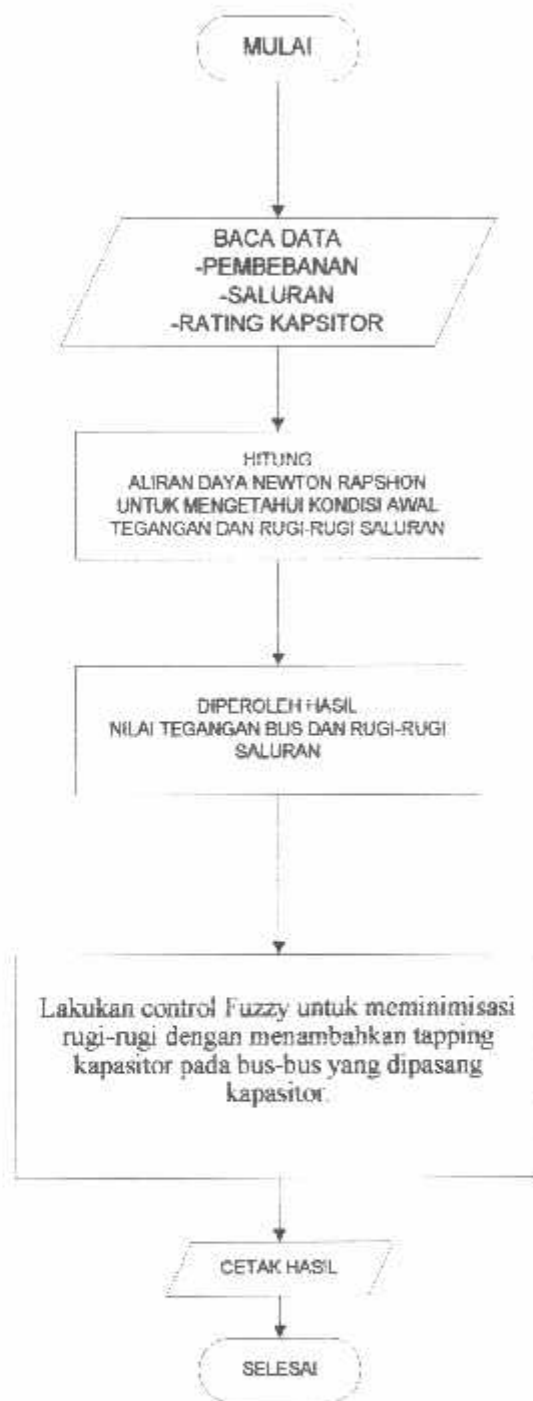 MULAI
BACA DATA
-PEMBEBANAN
-SALURAN
-RATING KAPSITOR
HITUNG
ALIRAN DAYA NEWTON RAPSHON
UNTUK MENGETAHUI KONDISI AWAL
TEGANGAN DAN RUGI-RUGI SALURAN
DIPEROLEH HASIL
NILAI TEGANGAN BUS DAN RUGI-RUGI
SALURAN
Lakukan control Fuzzy untuk meminimisasi
rugi-rugi dengan menambahkan tapping
kapasitor pada bus-bus yang dipasang
kapasitor.
CETAK HASIL
SELESAI